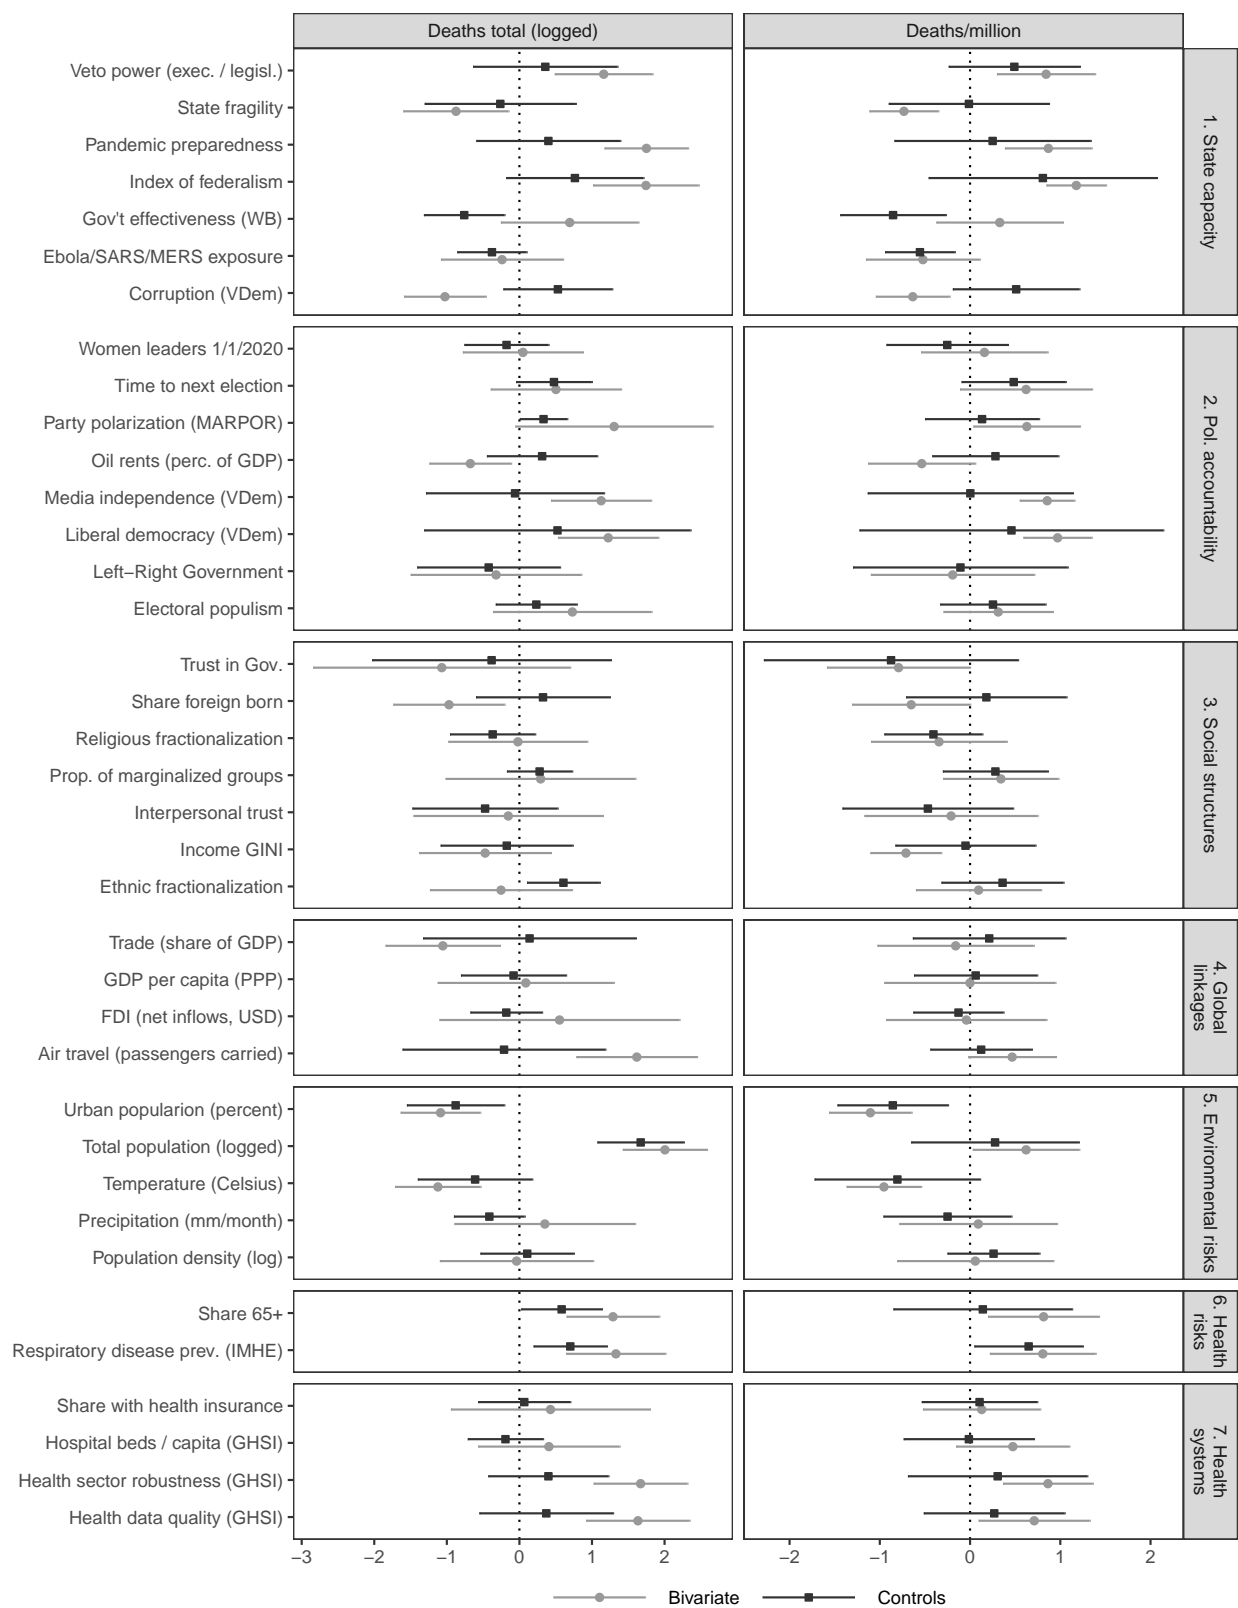 Deaths total (logged)
Deaths/million
Veto power (exec. / legisl.)
State fragility
Pandemic preparedness
Index of federalism
Gov't effectiveness (WB)
Ebola/SARS/MERS exposure
Corruption (VDem)
1. State capacity
Women leaders 1/1/2020
Time to next election
Party polarization (MARPOR)
Oil rents (perc. of GDP)
Media independence (VDem)
Liberal democracy (VDem)
Left−Right Government
Electoral populism
2. Pol. accountability
Trust in Gov.
Share foreign born
Religious fractionalization
Prop. of marginalized groups
Interpersonal trust
Income GINI
Ethnic fractionalization
3. Social structures
Trade (share of GDP)
GDP per capita (PPP)
FDI (net inflows, USD)
Air travel (passengers carried)
4. Global
linkages
Urban popularion (percent)
Total population (logged)
Temperature (Celsius)
Precipitation (mm/month)
Population density (log)
5. Environmental risks
Share 65+
Respiratory disease prev. (IMHE)
6. Health
risks
Share with health insurance
Hospital beds / capita (GHSI)
Health sector robustness (GHSI)
Health data quality (GHSI)
7. Health
systems
−3 −2 −1 0 1 2
−2 −1 0 1 2
Bivariate Controls